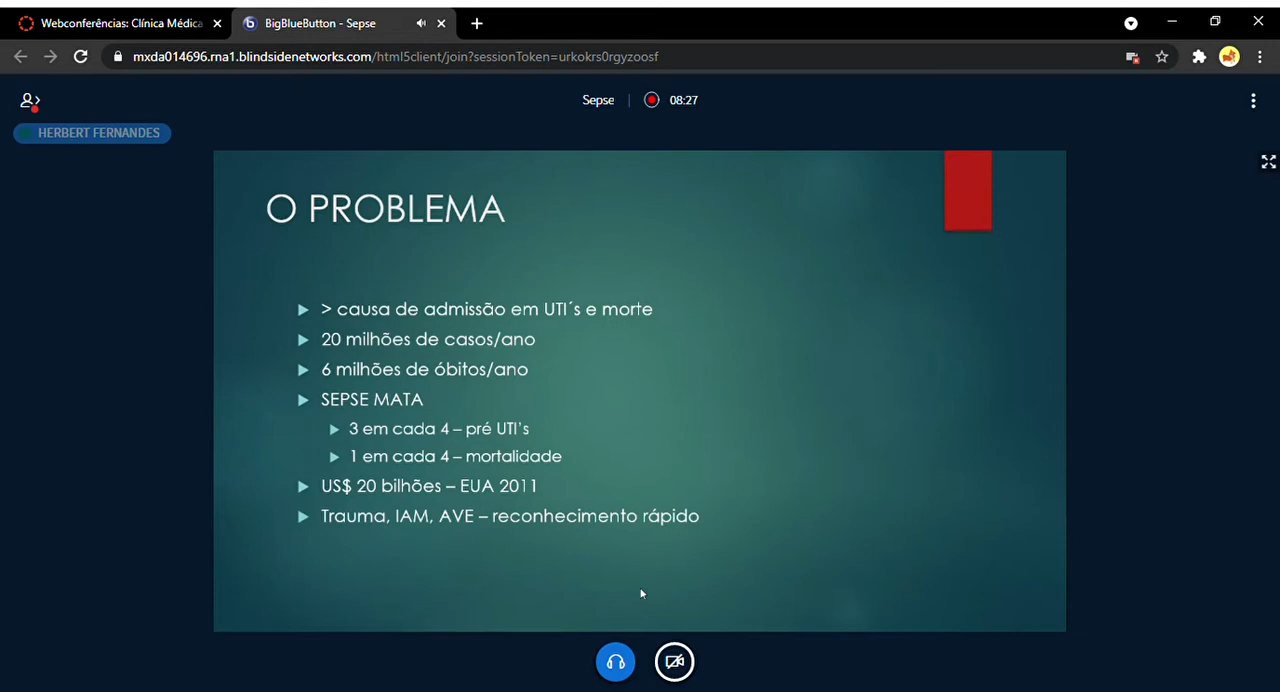 Webconferências: Clínica Médica
BigBlueButton - Sepse
mxda014696.rna1.blindsidenetworks.com/html5client/join?sessionToken=urkokrs0rgyzoosf
Sepse
08:27
HERBERT FERNANDES
O PROBLEMA
> causa de admissão em UTI´s e morte
20 milhões de casos/ano
6 milhões de óbitos/ano
SEPSE MATA
3 em cada 4 – pré UTI's
1 em cada 4 – mortalidade
US$ 20 bilhões – EUA 2011
Trauma, IAM, AVE – reconhecimento rápido